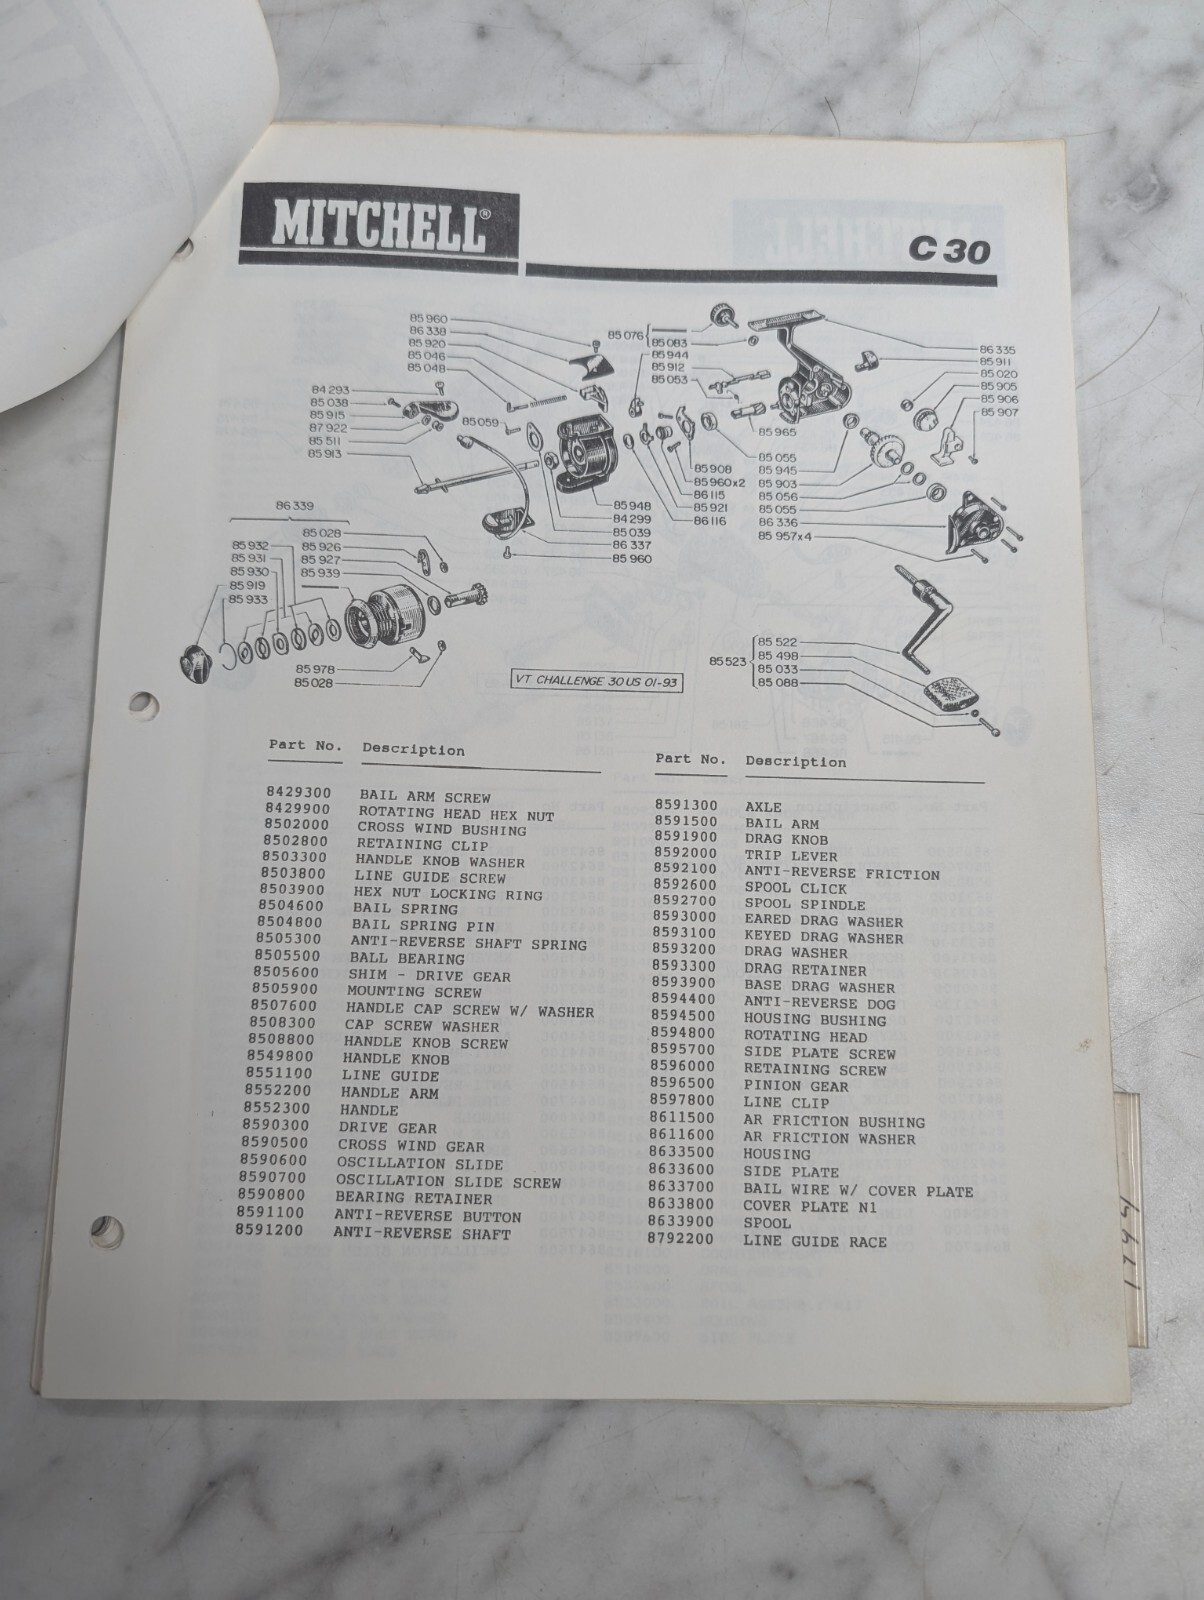 MITCHELL®
C 30
85 960
86 338
85 920
85 046
85 048
84 293
85 038
85 915
87 922
85 511
85 913
85 059
85 076
85 083
85 944
85 912
85 053
85 965
86 335
85 911
85 020
85 905
85 906
85 907
85 908
85 960x2
86 115
85 921
86 116
85 055
85 945
85 903
85 056
85 055
86 336
85 957x4
85 948
84 299
85 039
86 337
85 960
86 339
85 028
85 932
85 926
85 931
85 927
85 930
85 939
85 919
85 933
85 978
85 028
VT CHALLENGE 30 US 01-93
85 523
85 522
85 498
85 033
85 088
Part No. Description
8429300 BAIL ARM SCREW
8429900 ROTATING HEAD HEX NUT
8502000 CROSS WIND BUSHING
8502800 RETAINING CLIP
8503300 HANDLE KNOB WASHER
8503800 LINE GUIDE SCREW
8503900 HEX NUT LOCKING RING
8504600 BAIL SPRING
8504800 BAIL SPRING PIN
8505300 ANTI-REVERSE SHAFT SPRING
8505500 BALL BEARING
8505600 SHIM - DRIVE GEAR
8505900 MOUNTING SCREW
8507600 HANDLE CAP SCREW W/ WASHER
8508300 CAP SCREW WASHER
8508800 HANDLE KNOB SCREW
8549800 HANDLE KNOB
8551100 LINE GUIDE
8552200 HANDLE ARM
8552300 HANDLE
8590300 DRIVE GEAR
8590500 CROSS WIND GEAR
8590600 OSCILLATION SLIDE
8590700 OSCILLATION SLIDE SCREW
8590800 BEARING RETAINER
8591100 ANTI-REVERSE BUTTON
8591200 ANTI-REVERSE SHAFT
Part No. Description
8591300 AXLE
8591500 BAIL ARM
8591900 DRAG KNOB
8592000 TRIP LEVER
8592100 ANTI-REVERSE FRICTION
8592600 SPOOL CLICK
8592700 SPOOL SPINDLE
8593000 EARED DRAG WASHER
8593100 KEYED DRAG WASHER
8593200 DRAG WASHER
8593300 DRAG RETAINER
8593900 BASE DRAG WASHER
8594400 ANTI-REVERSE DOG
8594500 HOUSING BUSHING
8594800 ROTATING HEAD
8595700 SIDE PLATE SCREW
8596000 RETAINING SCREW
8596500 PINION GEAR
8597800 LINE CLIP
8611500 AR FRICTION BUSHING
8611600 AR FRICTION WASHER
8633500 HOUSING
8633600 SIDE PLATE
8633700 BAIL WIRE W/ COVER PLATE
8633800 COVER PLATE N1
8633900 SPOOL
8792200 LINE GUIDE RACE
1994